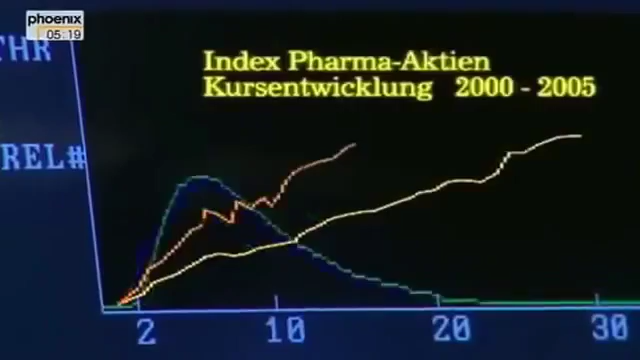 phoenix
05:19
THR
Index Pharma-Aktien
Kursentwicklung 2000 - 2005
REL#
2 10 20 30